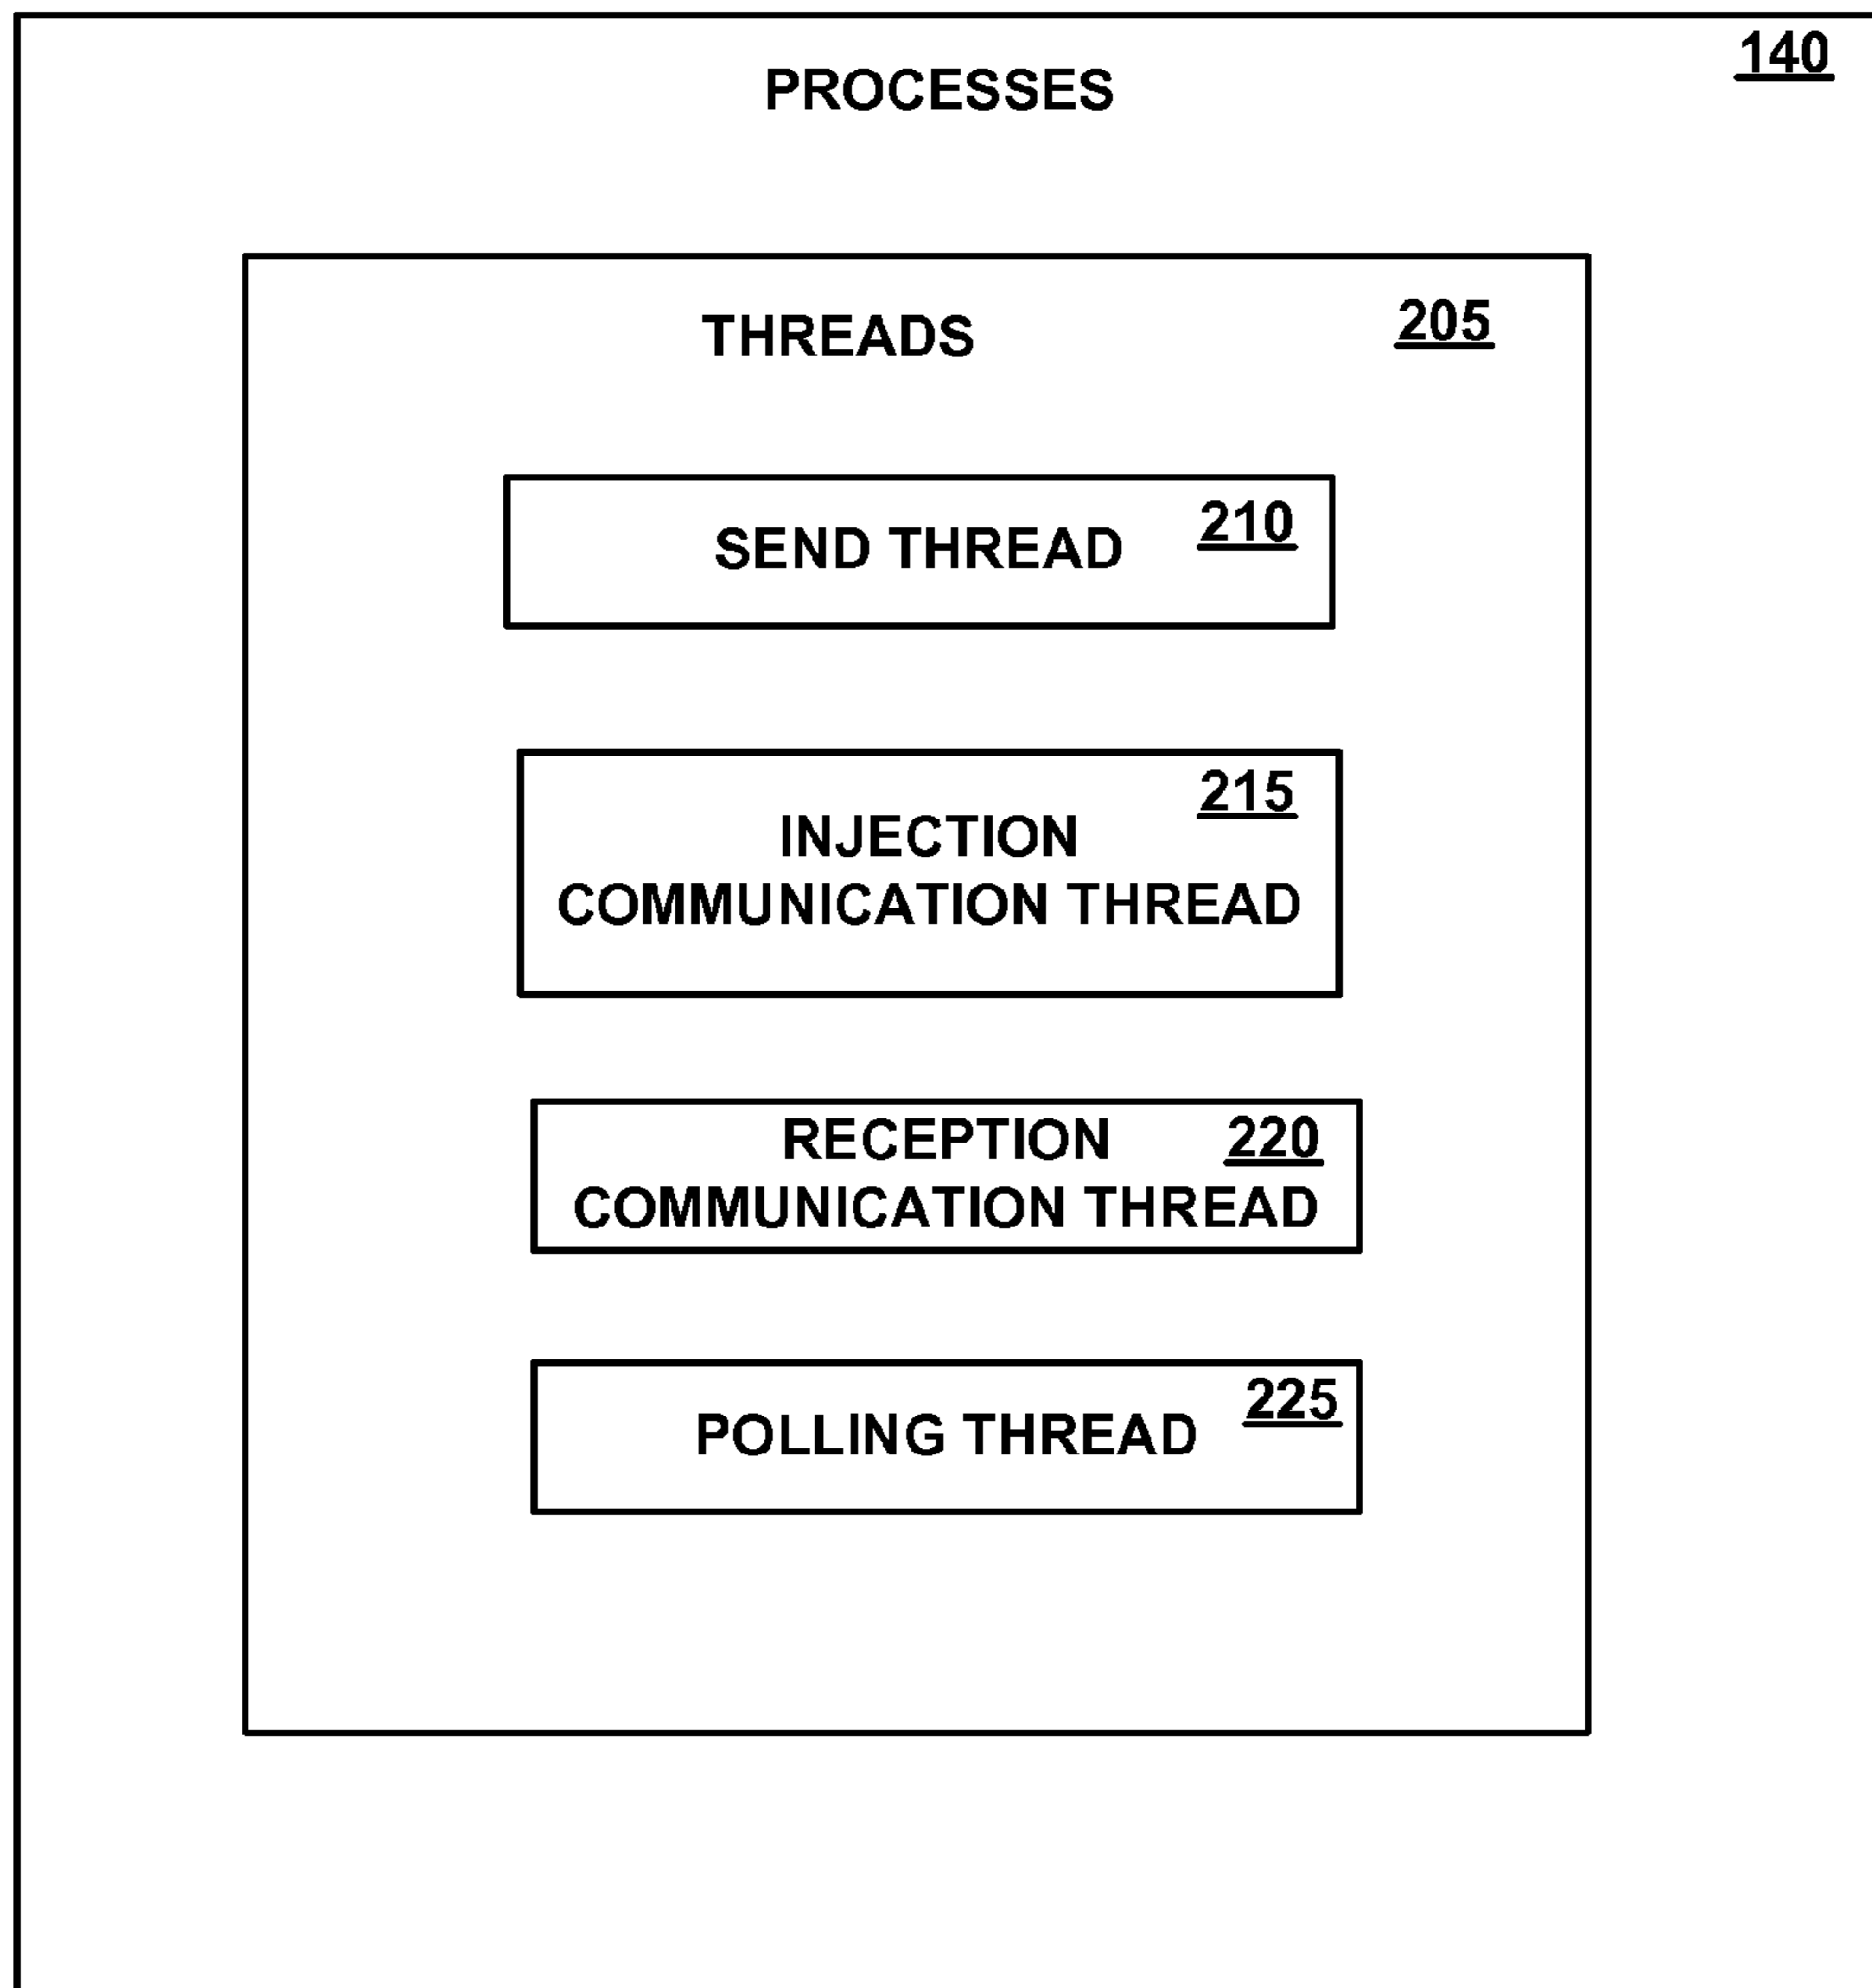 140
PROCESSES
THREADS
205
SEND THREAD
210
215
INJECTION
COMMUNICATION THREAD
RECEPTION
220
COMMUNICATION THREAD
225
POLLING THREAD